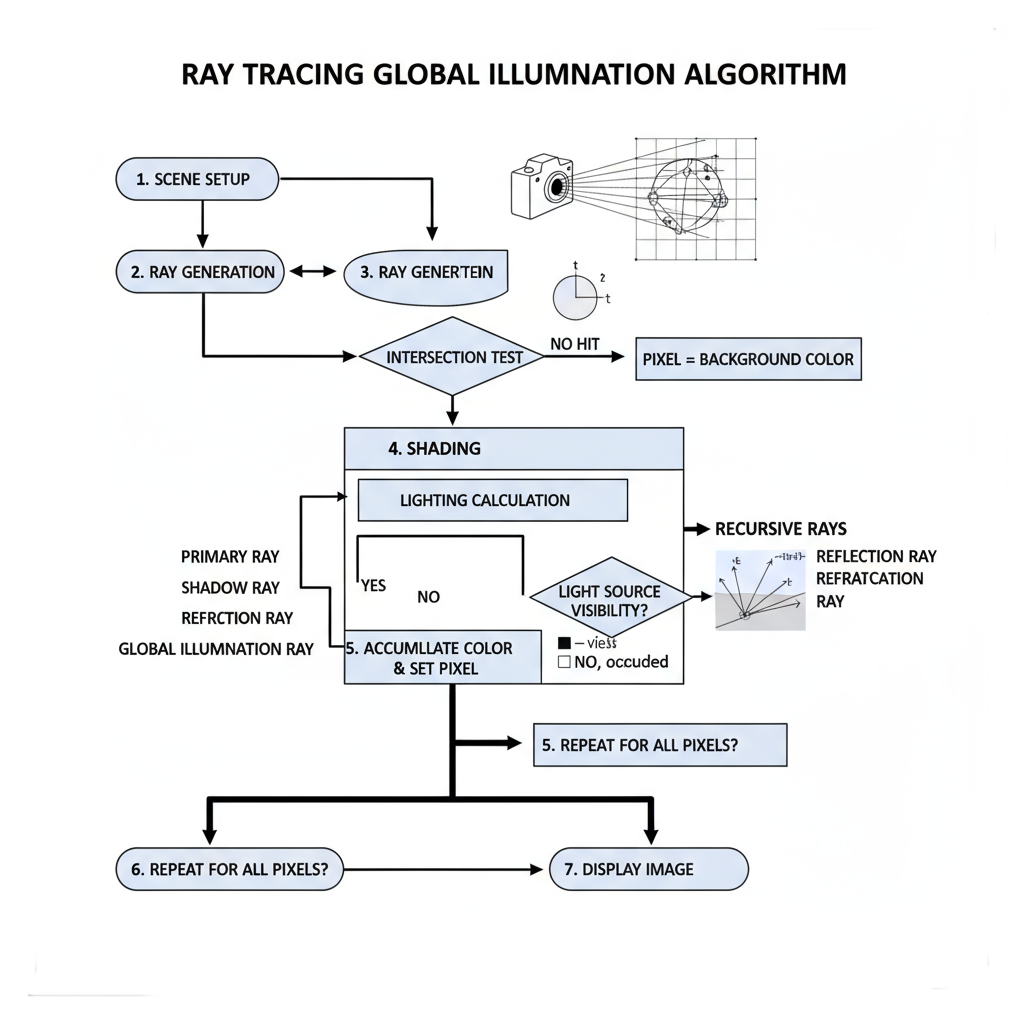 RAY TRACING GLOBAL ILLUMNATION ALGORITHM
1. SCENE SETUP
2. RAY GENERATION
3. RAY GENERTEIN
t
2
t
INTERSECTION TEST
NO HIT
PIXEL = BACKGROUND COLOR
4. SHADING
LIGHTING CALCULATION
RECURSIVE RAYS
PRIMARY RAY
SHADOW RAY
REFRCTION RAY
GLOBAL ILLUMNATION RAY
YES
NO
LIGHT SOURCE
VISIBILITY?
REFLECTION RAY
REFRATCATION
RAY
5. ACCUMLLATE COLOR
& SET PIXEL
NO, occuded
5. REPEAT FOR ALL PIXELS?
6. REPEAT FOR ALL PIXELS?
7. DISPLAY IMAGE